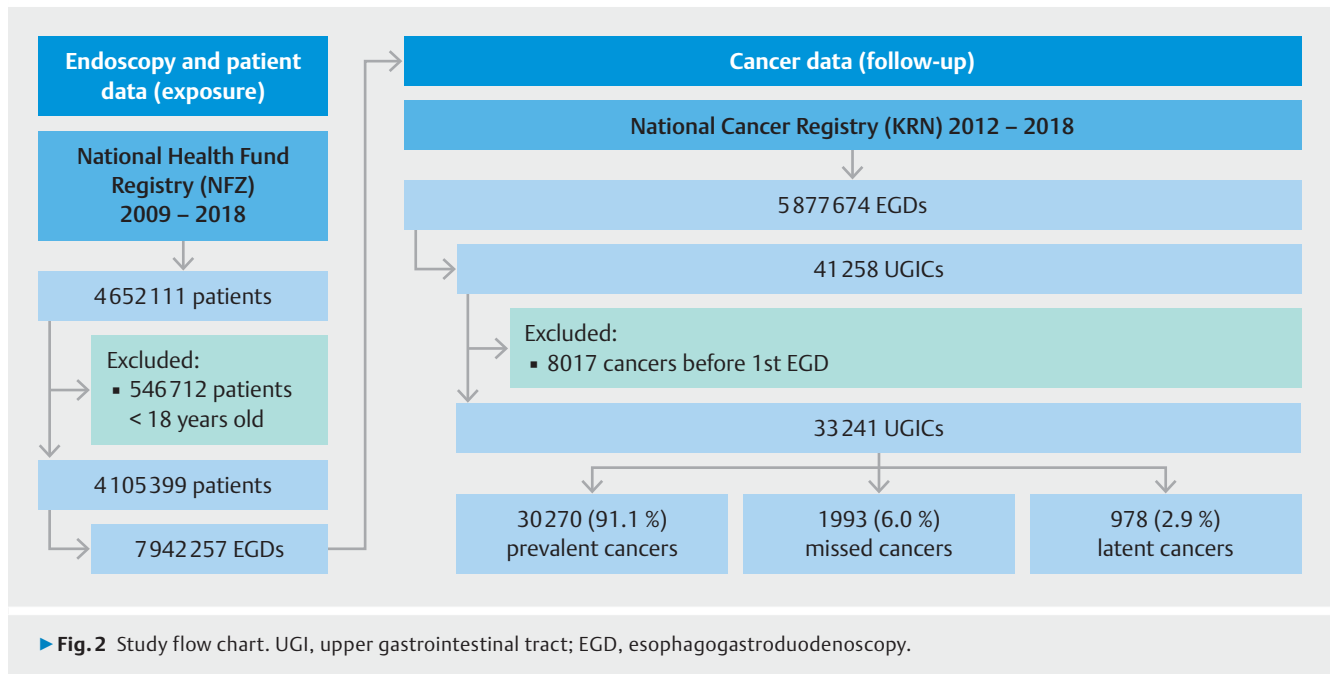 Endoscopy and patient
data (exposure)
National Health Fund
Registry (NFZ)
2009 – 2018
4652111 patients
Excluded:
▪ 546712 patients
< 18 years old
4105399 patients
7942257 EGDs
Cancer data (follow-up)
National Cancer Registry (KRN) 2012 – 2018
5877674 EGDs
41258 UGICs
Excluded:
▪ 8017 cancers before 1st EGD
33241 UGICs
30270 (91.1 %)
prevalent cancers
1993 (6.0 %)
missed cancers
978 (2.9 %)
latent cancers
▶ Fig. 2 Study flow chart. UGI, upper gastrointestinal tract; EGD, esophagogastroduodenoscopy.